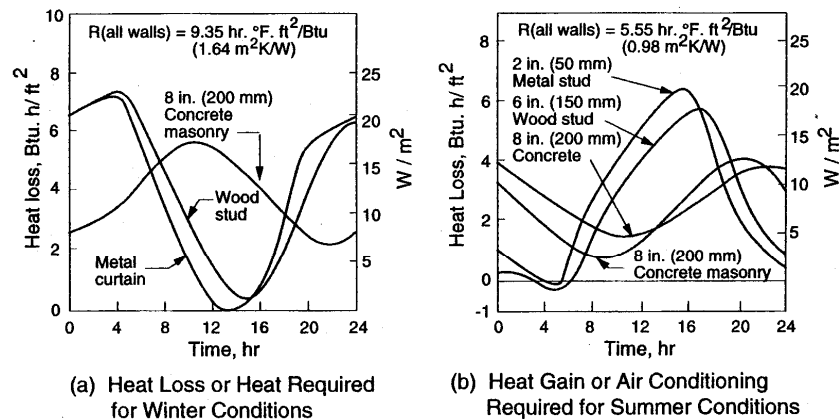 R(all walls) = 9.35 hr. °F. ft²/Btu
(1.64 m²K/W)
8 in. (200 mm)
Concrete
masonry
Wood
stud
Metal
curtain
Heat loss, Btu. h/ ft²
10
8
6
4
2
0
25
20
15
10
5
W / m²
0 4 8 12 16 20 24
Time, hr
(a) Heat Loss or Heat Required
for Winter Conditions
R(all walls) = 5.55 hr. °F. ft²/Btu
(0.98 m²K/W)
2 in. (50 mm)
Metal stud
6 in. (150 mm)
Wood stud
8 in. (200 mm)
Concrete
8 in. (200 mm)
Concrete masonry
Heat Loss, Btu. h/ ft²
8
6
4
2
0
-1
25
20
15
10
5
W / m²
0 4 8 12 16 20 24
Time, hr
(b) Heat Gain or Air Conditioning
Required for Summer Conditions